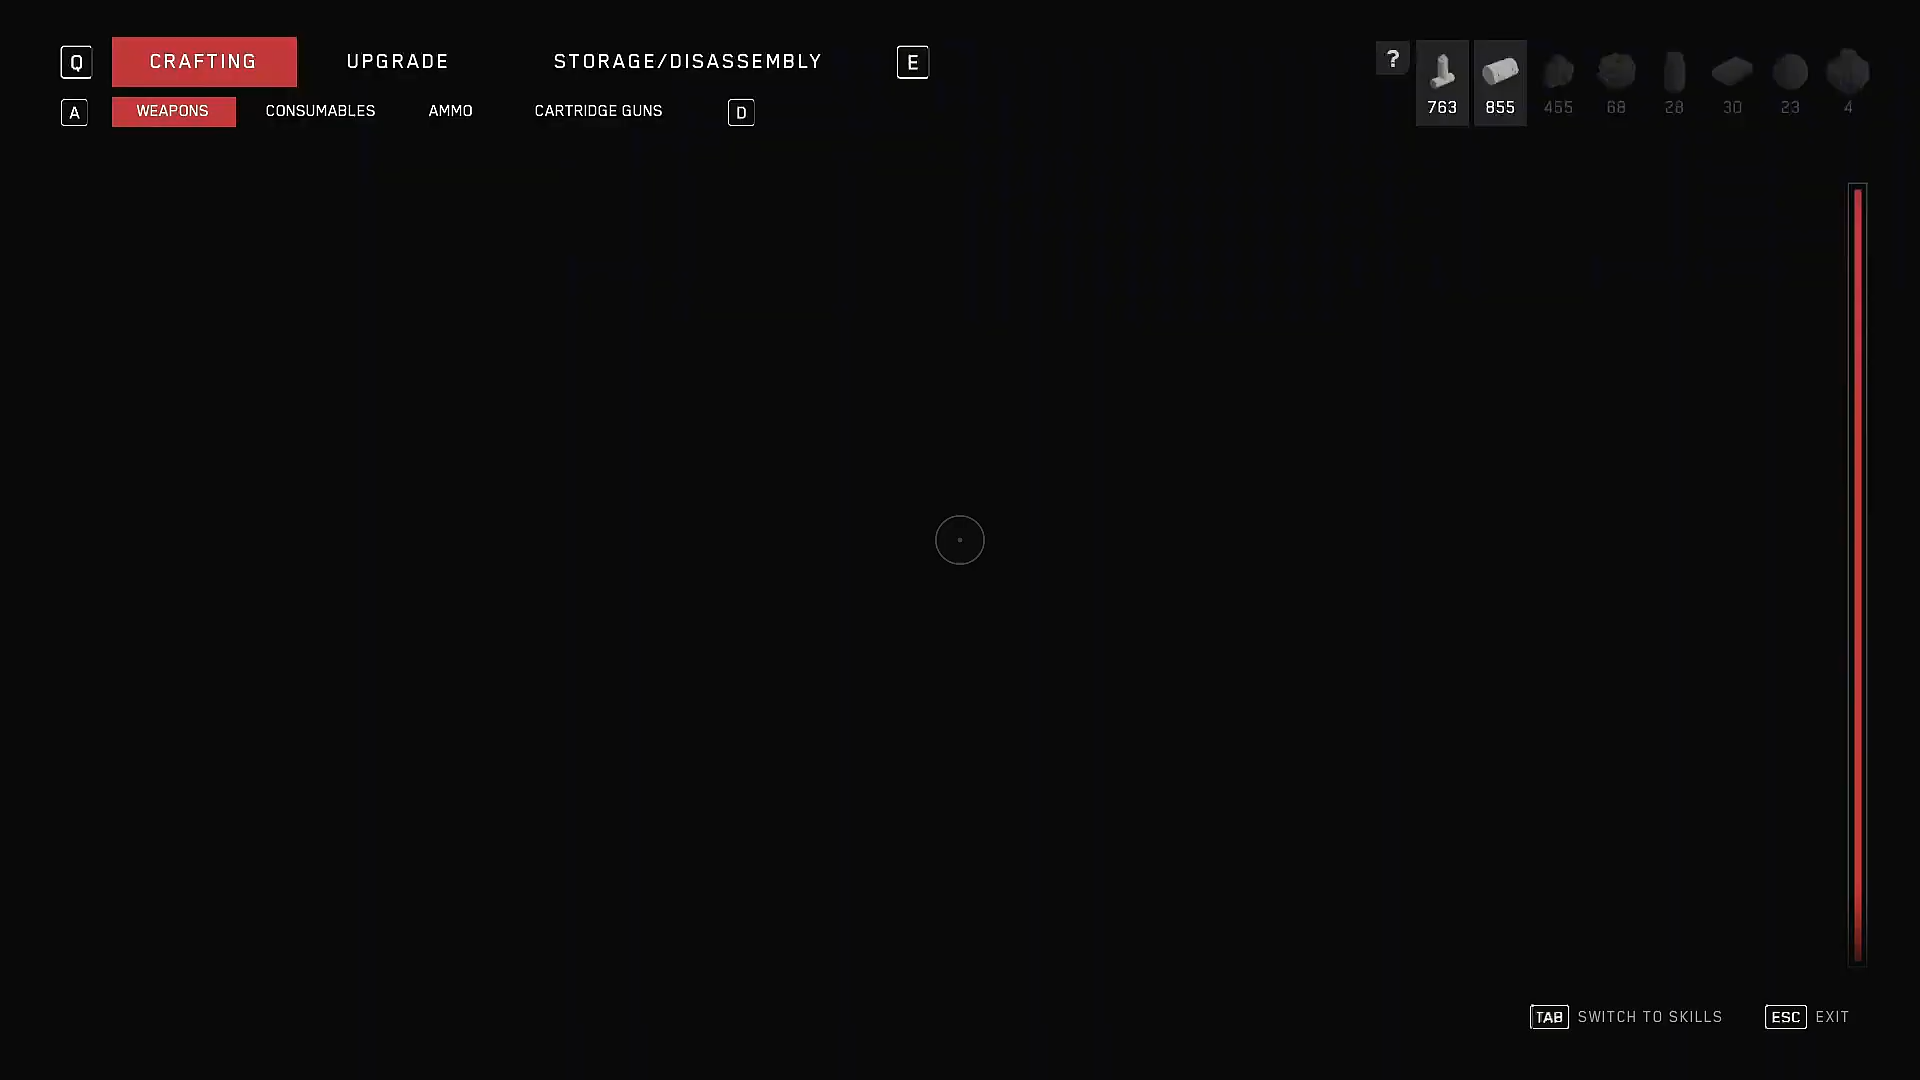 Q CRAFTING UPGRADE STORAGE/DISASSEMBLY E
A WEAPONS CONSUMABLES AMMO CARTRIDGE GUNS D
?
763 855 455 68 28 30 23 4
TAB SWITCH TO SKILLS ESC EXIT